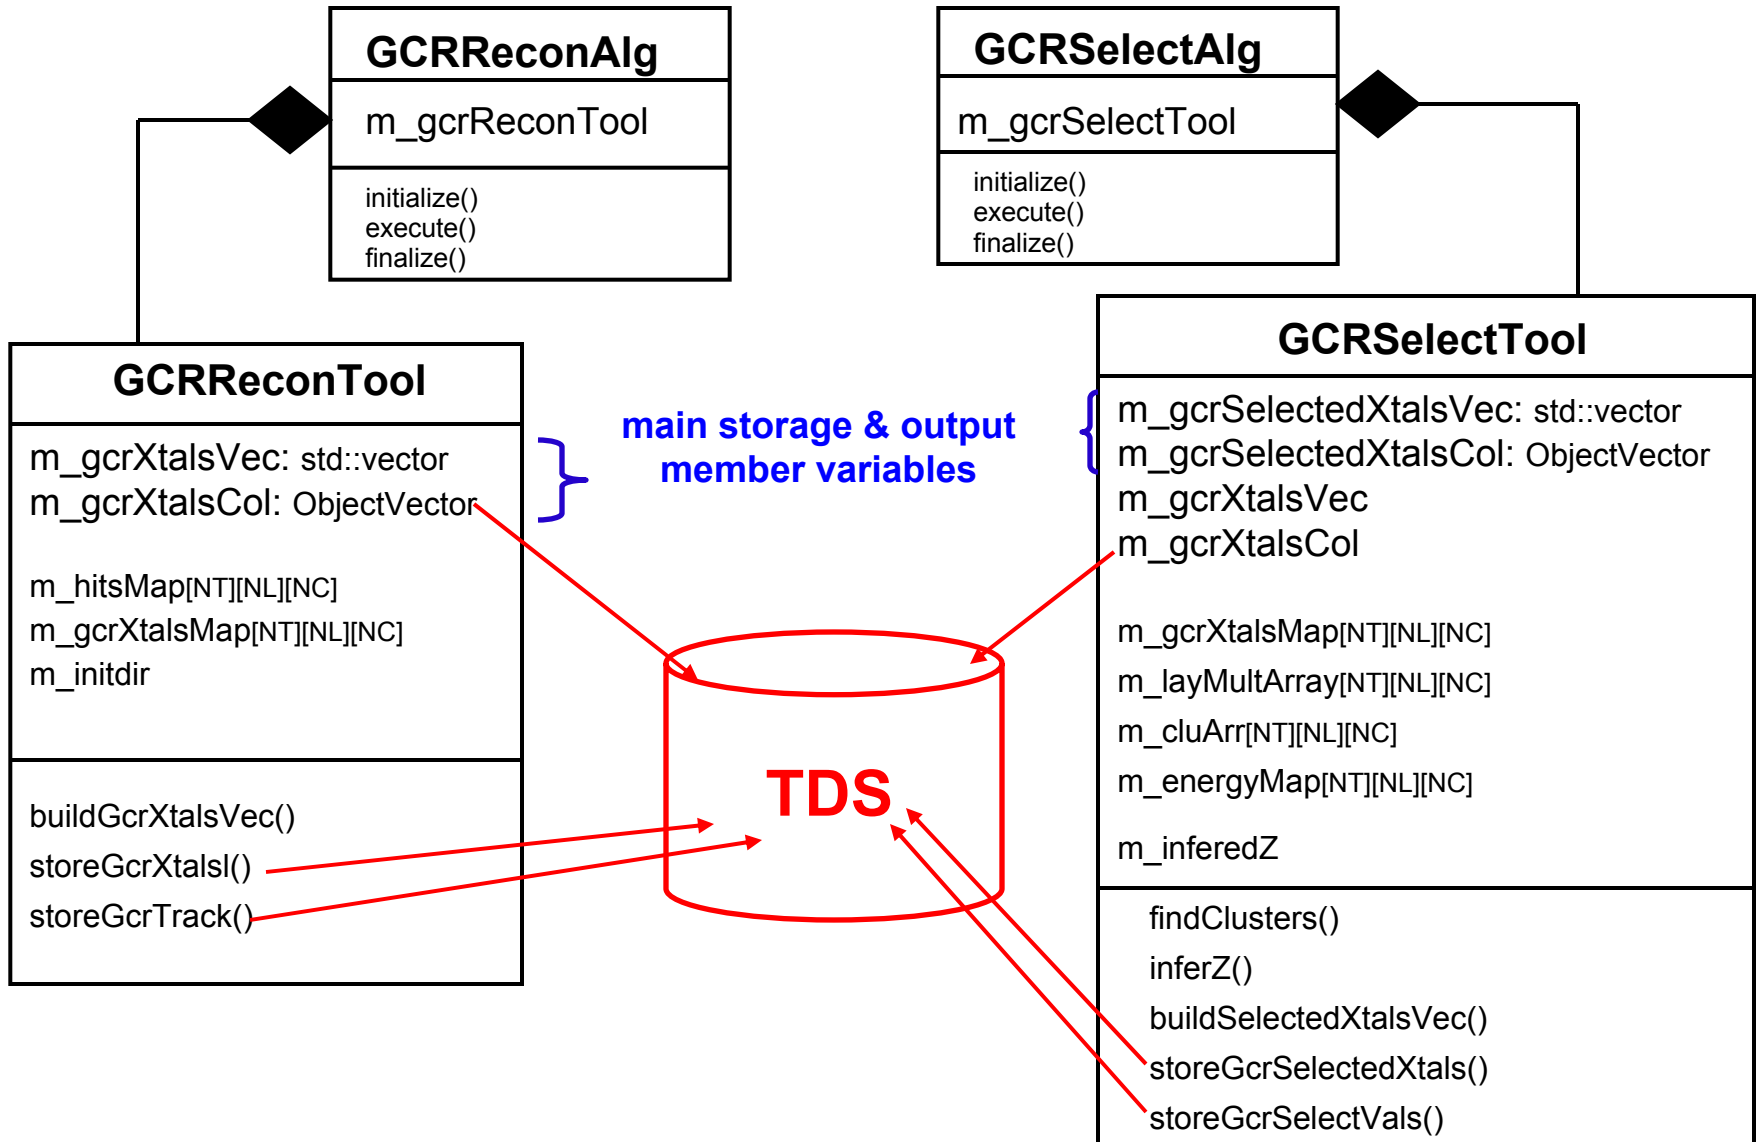 GCRReconAlg
m_gcrReconTool
initialize()
execute()
finalize()
GCRSelectAlg
m_gcrSelectTool
initialize()
execute()
finalize()
GCRReconTool
m_gcrXtalsVec: std::vector
m_gcrXtalsCol: ObjectVector
m_hitsMap[NT][NL][NC]
m_gcrXtalsMap[NT][NL][NC]
m_initdir
buildGcrXtalsVec()
storeGcrXtalsl()
storeGcrTrack()
main storage & output
member variables
TDS
GCRSelectTool
m_gcrSelectedXtalsVec: std::vector
m_gcrSelectedXtalsCol: ObjectVector
m_gcrXtalsVec
m_gcrXtalsCol
m_gcrXtalsMap[NT][NL][NC]
m_layMultArray[NT][NL][NC]
m_cluArr[NT][NL][NC]
m_energyMap[NT][NL][NC]
m_inferedZ
findClusters()
inferZ()
buildSelectedXtalsVec()
storeGcrSelectedXtals()
storeGcrSelectVals()